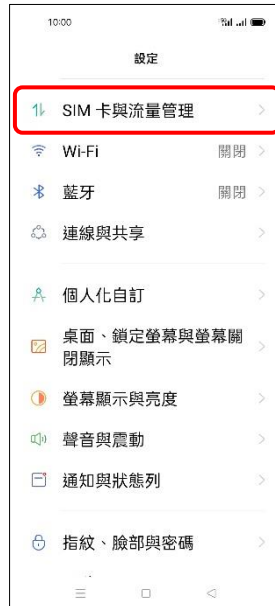 10:00
設定
SIM 卡與流量管理
Wi-Fi 關閉
藍牙 關閉
連線與共享
個人化自訂
桌面、鎖定螢幕與螢幕關
閉顯示
螢幕顯示與亮度
聲音與震動
通知與狀態列
指紋、臉部與密碼